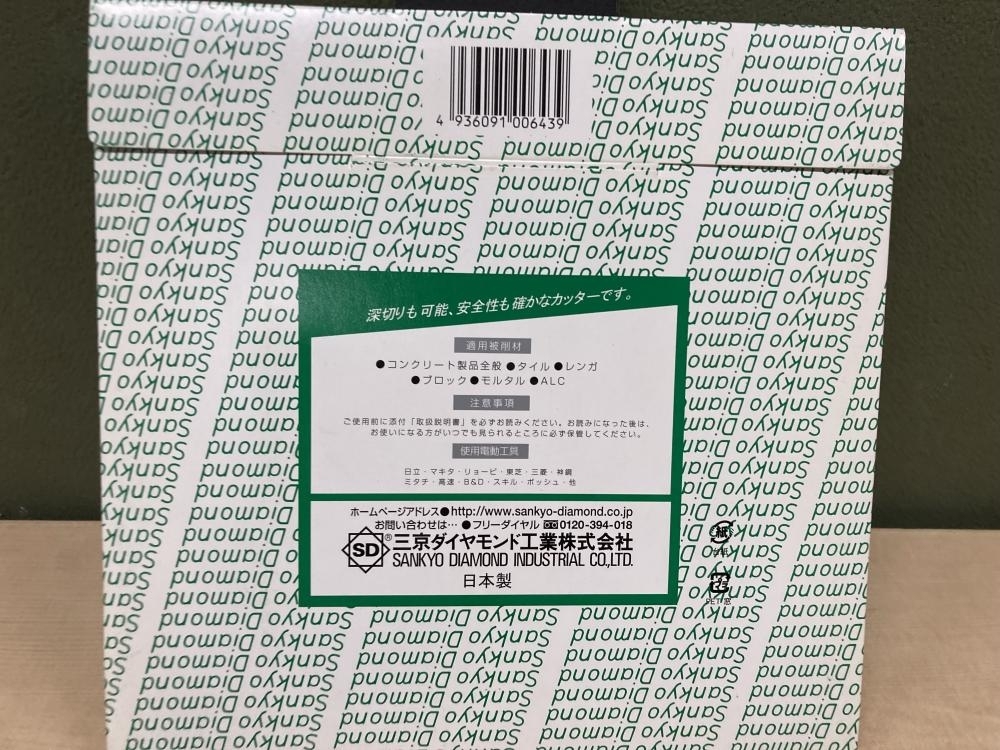 4 936091 006439
Sankyo Diamond
深切りも可能、安全性も確かなカッターです。
適用被削材
●コンクリート製品全般●タイル●レンガ
●ブロック●モルタル●ALC
注意事項
ご使用前に添付「取扱説明書」を必ずお読みください。お読みになった後は、
お使いになる方がいつでも見られるところに必ず保管してください。
使用電動工具
日立・マキタ・リョービ・東芝・三菱・神鋼
ミタチ・高速・B&D・スキル・ボッシュ・他
ホームページアドレス●http://www.sankyo-diamond.co.jp
お問い合わせは…●フリーダイヤル 0120-394-018
SD® 三京ダイヤモンド工業株式会社
SANKYO DIAMOND INDUSTRIAL CO.,LTD.
日本製
紙
台紙
PET:窓